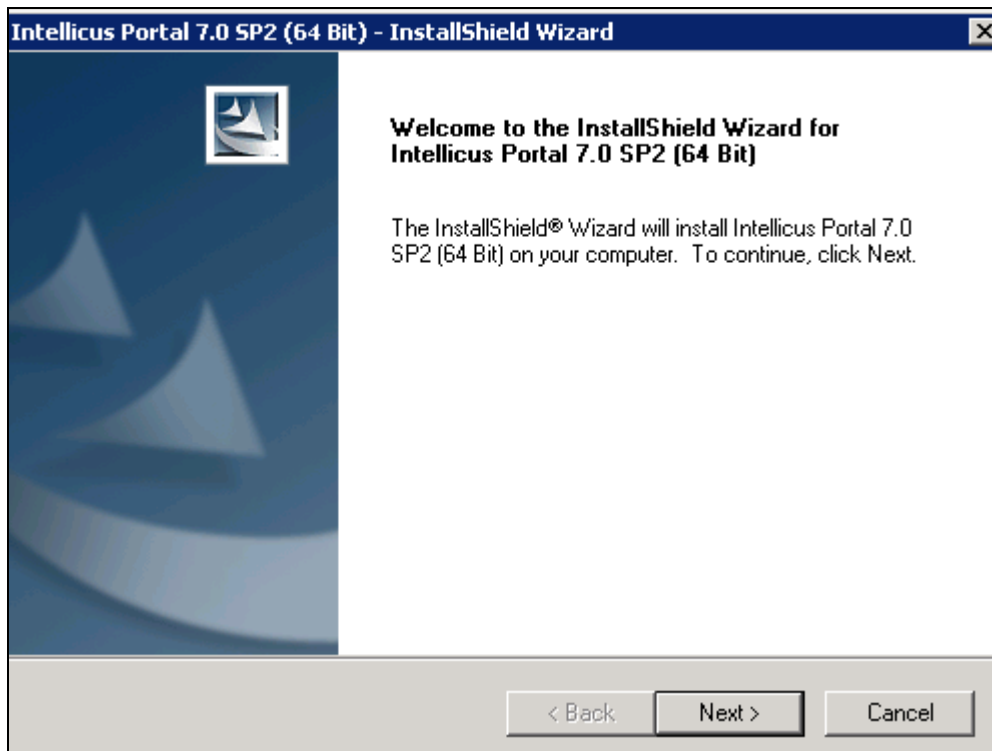 Intellicus Portal 7.0 SP2 (64 Bit) - InstallShield Wizard
Welcome to the InstallShield Wizard for
Intellicus Portal 7.0 SP2 (64 Bit)
The InstallShield® Wizard will install Intellicus Portal 7.0
SP2 (64 Bit) on your computer. To continue, click Next.
< Back
Next >
Cancel